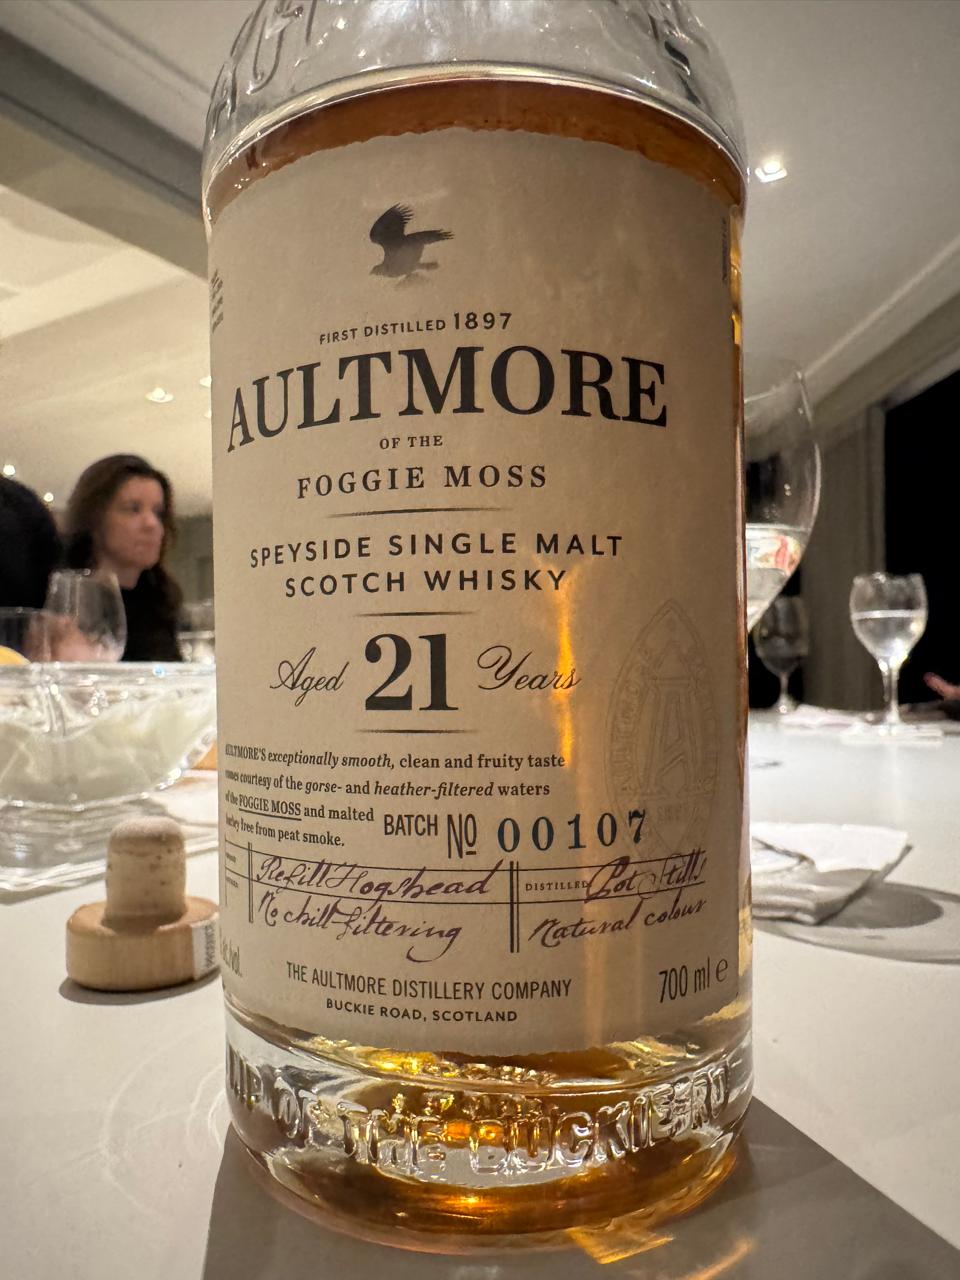 FIRST DISTILLED 1897
AULTMORE
OF THE
FOGGIE MOSS
SPEYSIDE SINGLE MALT
SCOTCH WHISKY
Aged 21 Years
AULTMORE'S exceptionally smooth, clean and fruity taste
comes courtesy of the gorse- and heather-filtered waters
of the FOGGIE MOSS and malted
barley free from peat smoke.
BATCH No 00107
Refill Hogshead
DISTILLED Pot Stills
No chill filtering
Natural colour
THE AULTMORE DISTILLERY COMPANY
BUCKIE ROAD, SCOTLAND
700 ml e
OF THE BUCKIE RO